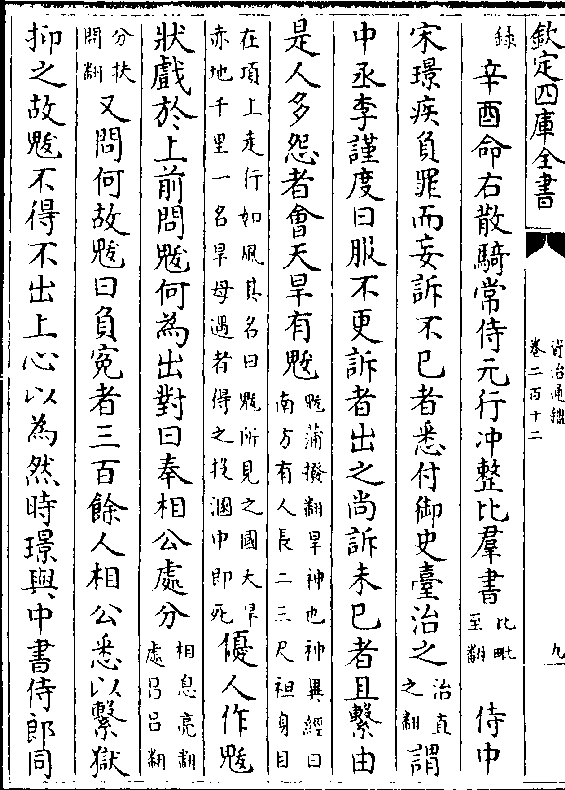 欽定四庫全書
資治通鑑
卷二百十二
九
錄辛酉命右散騎常侍元行冲整比羣書比毗至翻侍中
宋璟疾負罪而妄訴不已者悉付御史臺治之治直之翻謂
中丞李謹度曰服不更訴者出之尚訴未已者且繫由
是人多怨者會天旱有魃魃蒲撥翻旱神也神異經曰南方有人長二三尺袒身目
在項上走行如風其名曰魃所見之國大旱赤地千里一名旱母遇者得之投溷中即死優人作魃
狀戲於上前問魃何為出對曰奉相公處分相息亮翻處昌呂翻
分扶問翻又問何故魃曰負寃者三百餘人相公悉以繫獄
抑之故魃不得不出上心以為然時璟與中書侍郎同